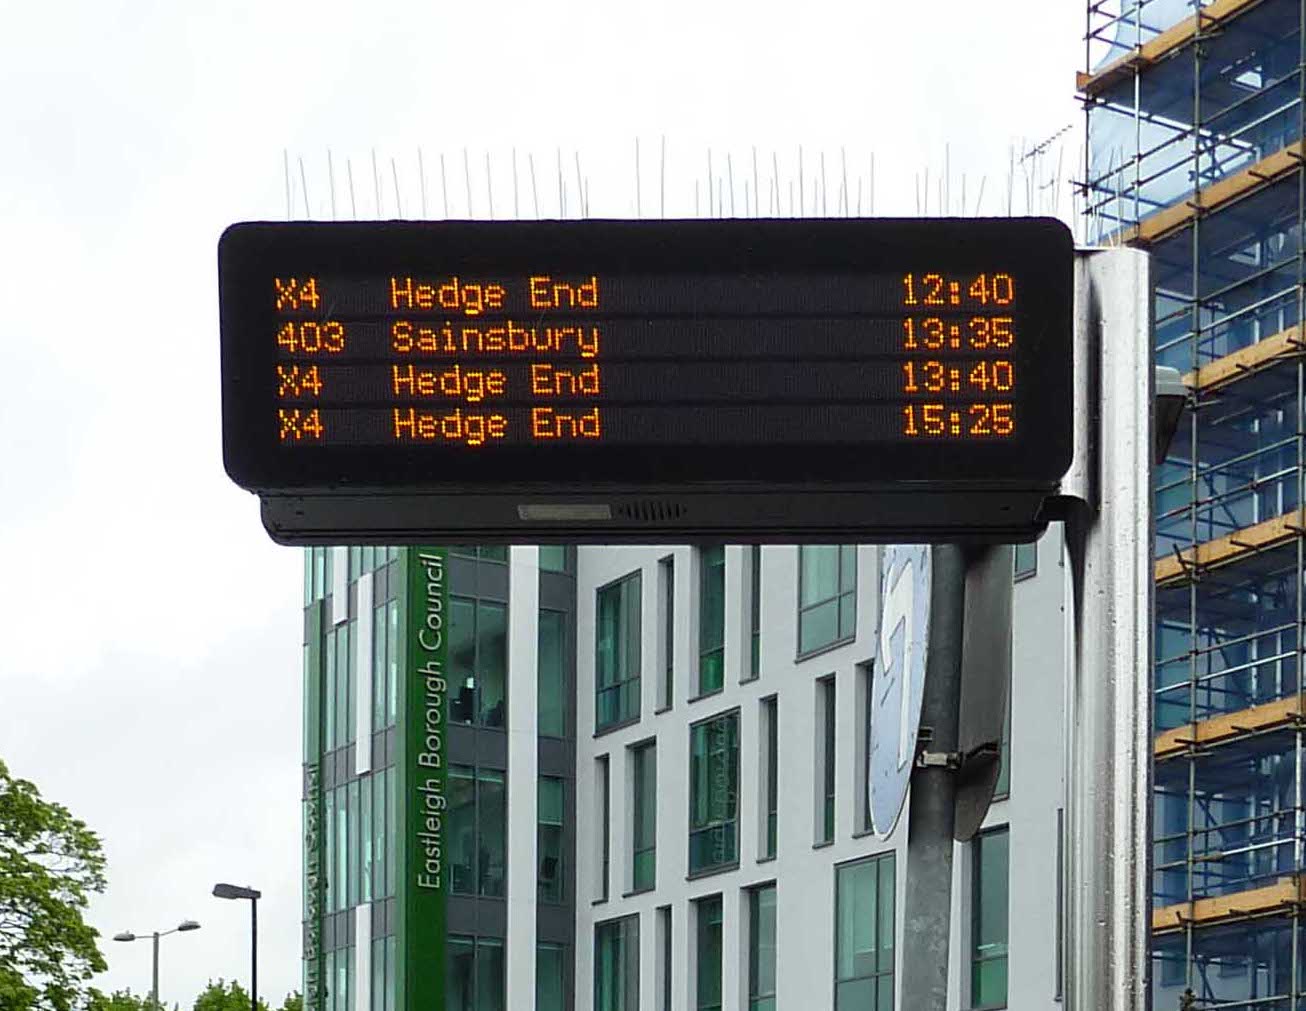 X4 Hedge End 12:40
403 Sainsbury 13:35
X4 Hedge End 13:40
X4 Hedge End 15:25
Eastleigh Borough Council